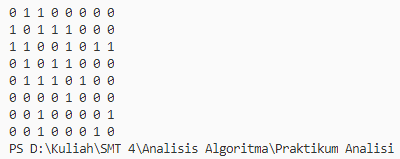 0 1 1 0 0 0 0 0
1 0 1 1 1 0 0 0
1 1 0 0 1 0 1 1
0 1 0 1 1 0 0 0
0 1 1 1 0 1 0 0
0 0 0 0 1 0 0 0
0 0 1 0 0 0 0 1
0 0 1 0 0 0 1 0
PS D:\Kuliah\SMT 4\Analisis Algoritma\Praktikum Analisi